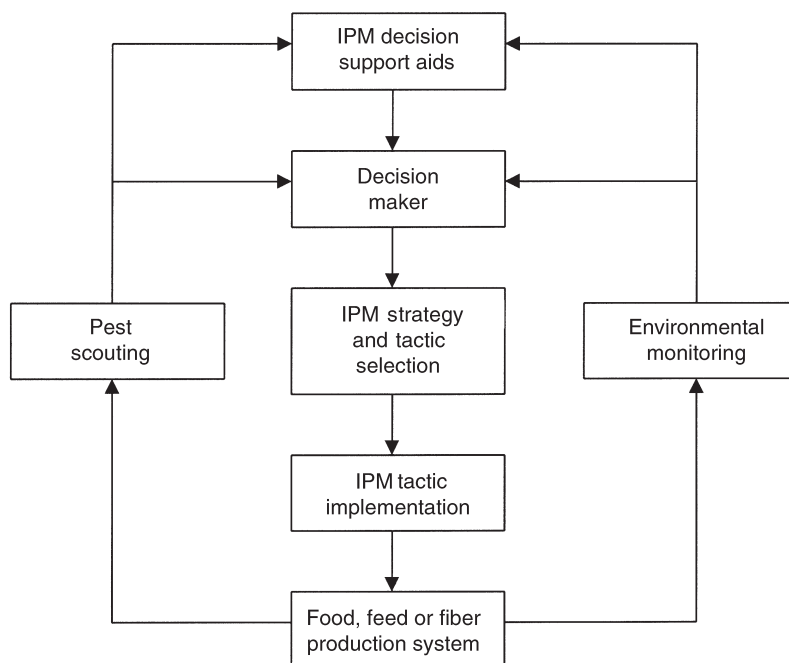 IPM decision
support aids
Decision
maker
Pest
scouting
IPM strategy
and tactic
selection
Environmental
monitoring
IPM tactic
implementation
Food, feed or fiber
production system